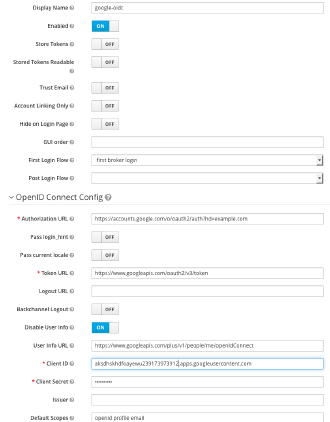 Display Name google-oidc
Enabled ON
Store Tokens OFF
Stored Tokens Readable OFF
Trust Email OFF
Account Linking Only OFF
Hide on Login Page OFF
GUI order
First Login Flow first broker login
Post Login Flow
OpenID Connect Config
* Authorization URL https://accounts.google.com/o/oauth2/auth?hd=example.com
Pass login_hint OFF
Pass current locale OFF
* Token URL https://www.googleapis.com/oauth2/v3/token
Logout URL
Backchannel Logout OFF
Disable User Info ON
User Info URL https://www.googleapis.com/plus/v1/people/me/openIdConnect
* Client ID
* Client Secret
Issuer
Default Scopes openid profile email